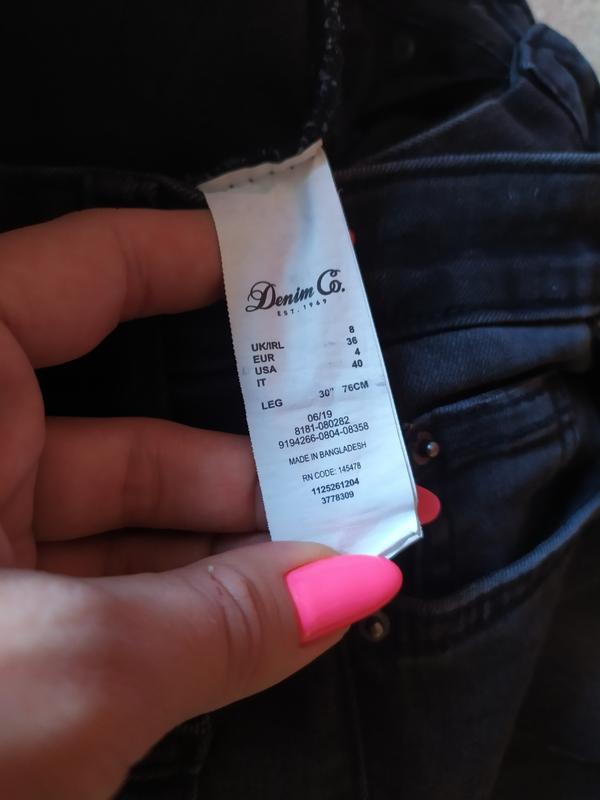 Denim Co.
EST. 1969
UK/IRL 8
EUR 36
USA 4
IT 40
LEG 30" 76CM
06/19
8181-080282
9194266-0804-08358
MADE IN BANGLADESH
RN CODE: 145478
1125261204
3778309